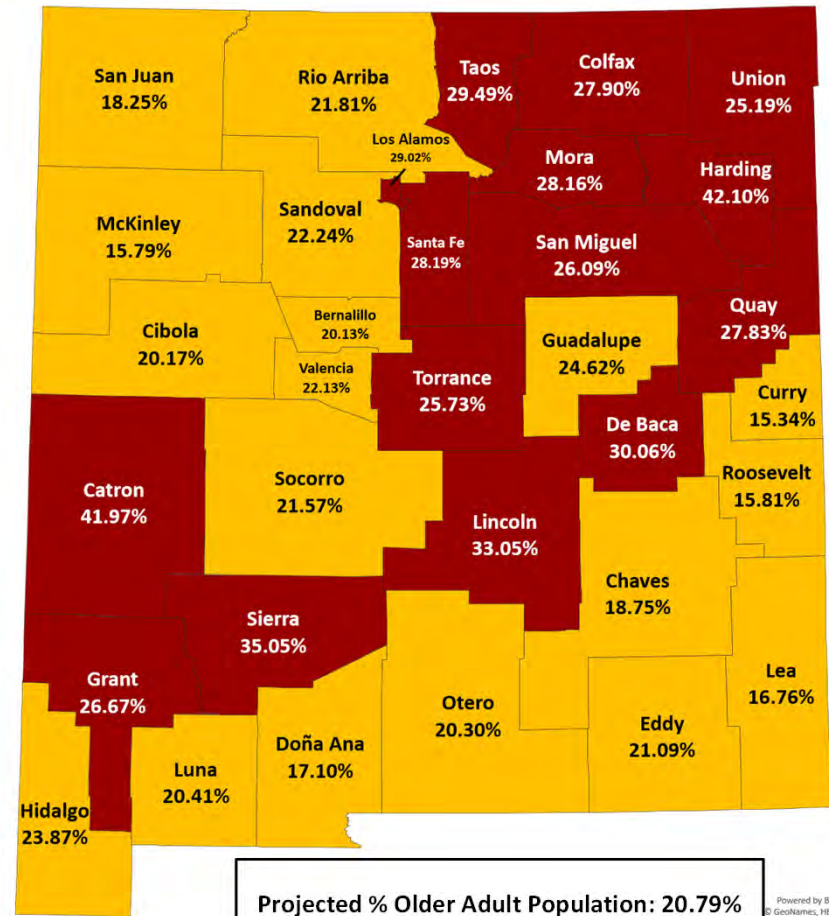 San Juan
18.25%
Rio Arriba
21.81%
Taos
29.49%
Colfax
27.90%
Union
25.19%
Los Alamos
29.02%
Mora
28.16%
Harding
42.10%
McKinley
15.79%
Sandoval
22.24%
Santa Fe
28.19%
San Miguel
26.09%
Quay
27.83%
Cibola
20.17%
Bernalillo
20.13%
Valencia
22.13%
Torrance
25.73%
Guadalupe
24.62%
Curry
15.34%
De Baca
30.06%
Roosevelt
15.81%
Catron
41.97%
Socorro
21.57%
Lincoln
33.05%
Chaves
18.75%
Sierra
35.05%
Grant
26.67%
Lea
16.76%
Otero
20.30%
Eddy
21.09%
Doña Ana
17.10%
Luna
20.41%
Hidalgo
23.87%
Projected % Older Adult Population: 20.79%
Powered by
© GeoNames,